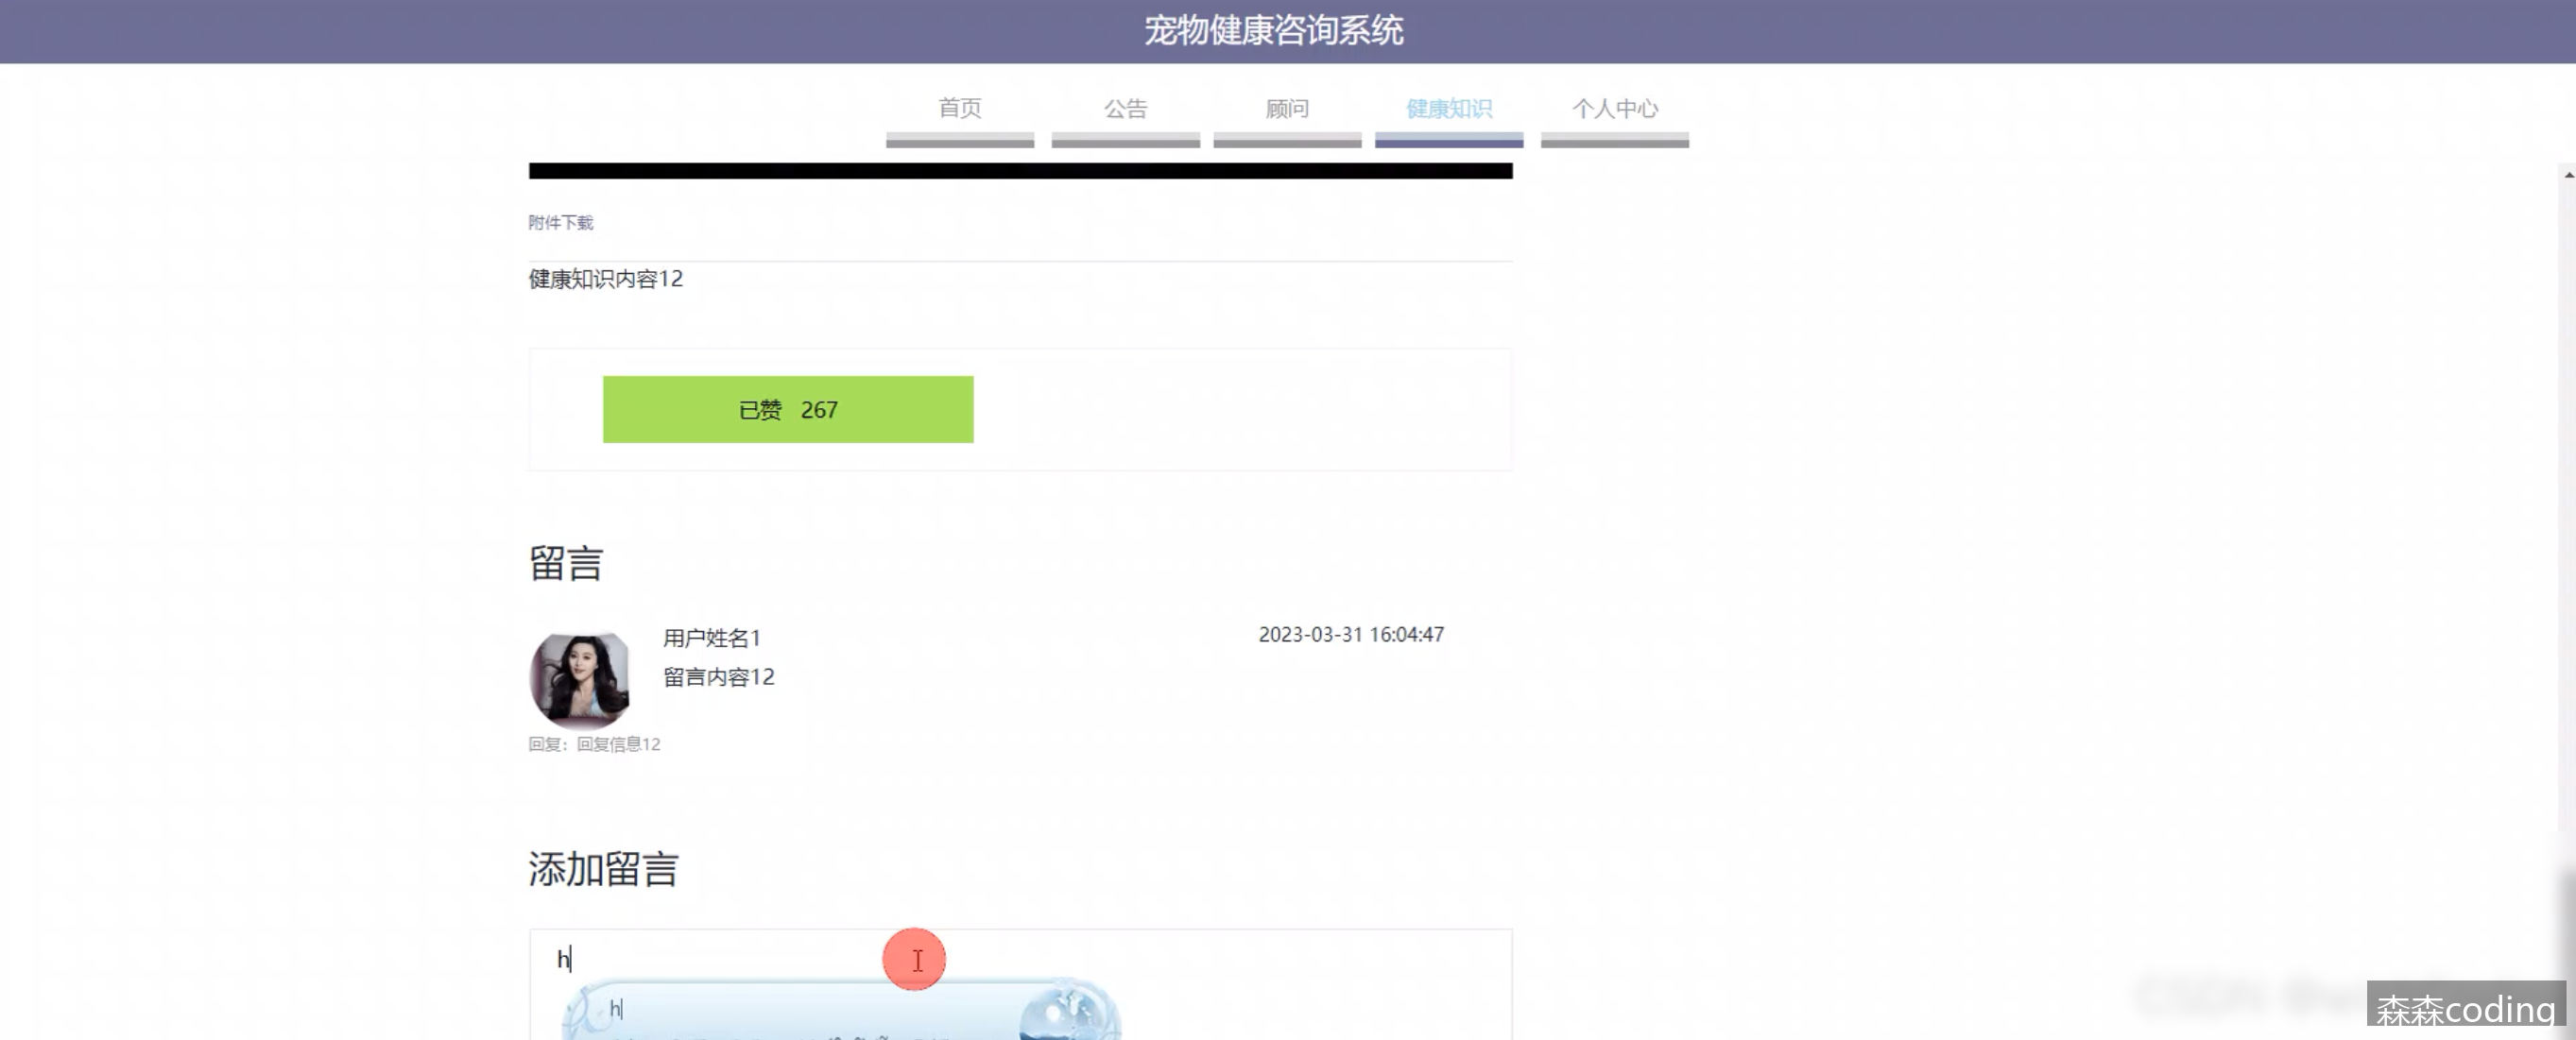 宠物健康咨询系统
首页 公告 顾问 健康知识 个人中心
附件下载
健康知识内容12
已赞 267
留言
用户姓名1 2023-03-31 16:04:47
留言内容12
回复：回复信息12
添加留言
h
h
森森coding